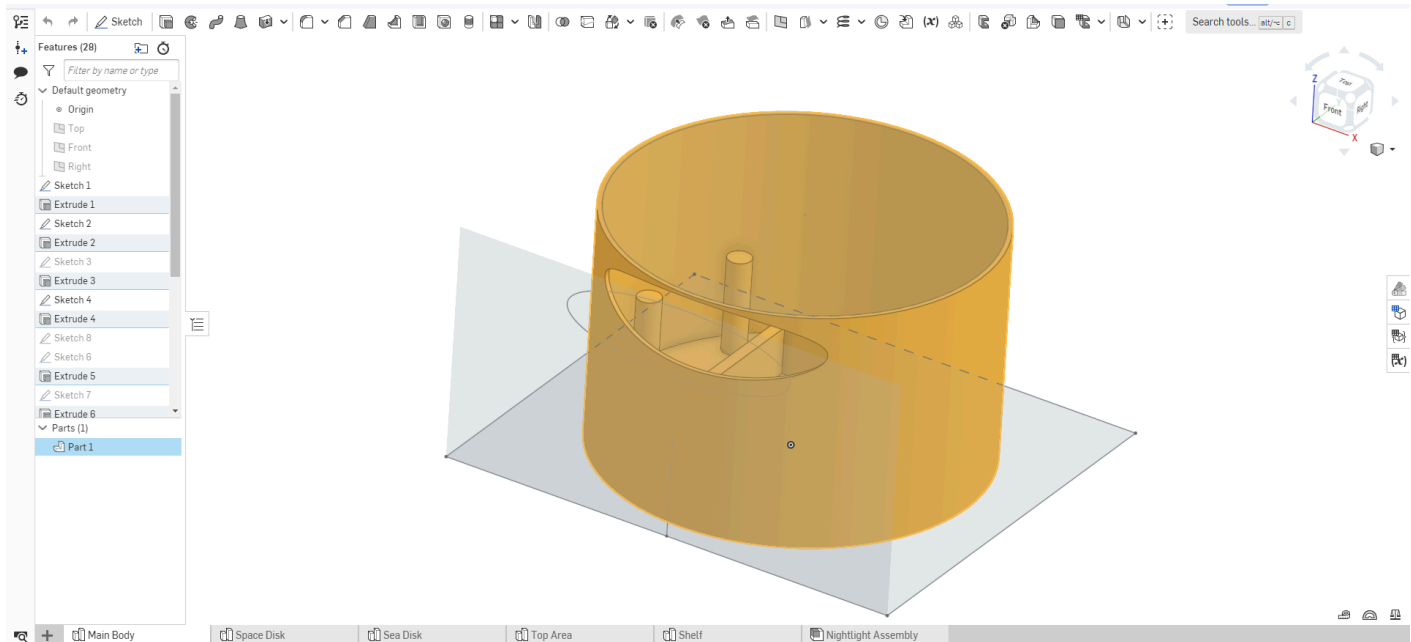 Sketch
(x)
Search tools... alt/⌥ c
Features (28)
Filter by name or type
Default geometry
Origin
Top
Front
Right
Sketch 1
Extrude 1
Sketch 2
Extrude 2
Sketch 3
Extrude 3
Sketch 4
Extrude 4
Sketch 8
Sketch 6
Extrude 5
Sketch 7
Extrude 6
Parts (1)
Part 1
Z
Top
Front
Right
X
Main Body
Space Disk
Sea Disk
Top Area
Shelf
Nightlight Assembly